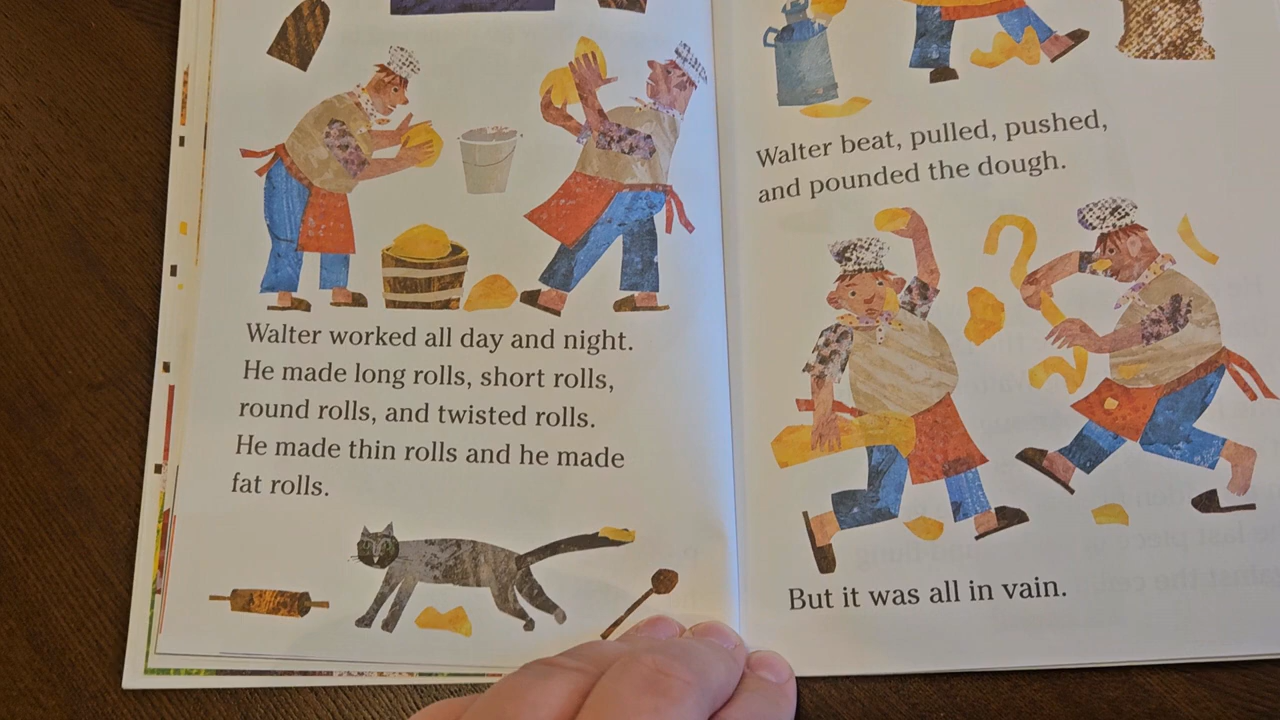 Walter worked all day and night.
He made long rolls, short rolls,
round rolls, and twisted rolls.
He made thin rolls and he made
fat rolls.
Walter beat, pulled, pushed,
and pounded the dough.
But it was all in vain.